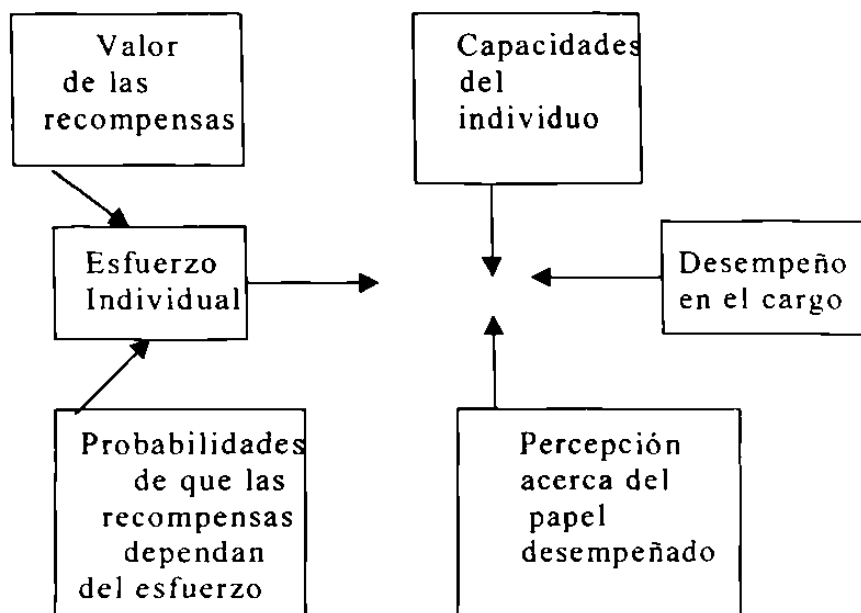 Valor
de las
recompensas
Capacidades
del
individuo
Esfuerzo
Individual
Desempeño
en el cargo
Probabilidades
de que las
recompensas
dependan
del esfuerzo
Percepción
acerca del
papel
desempeñado